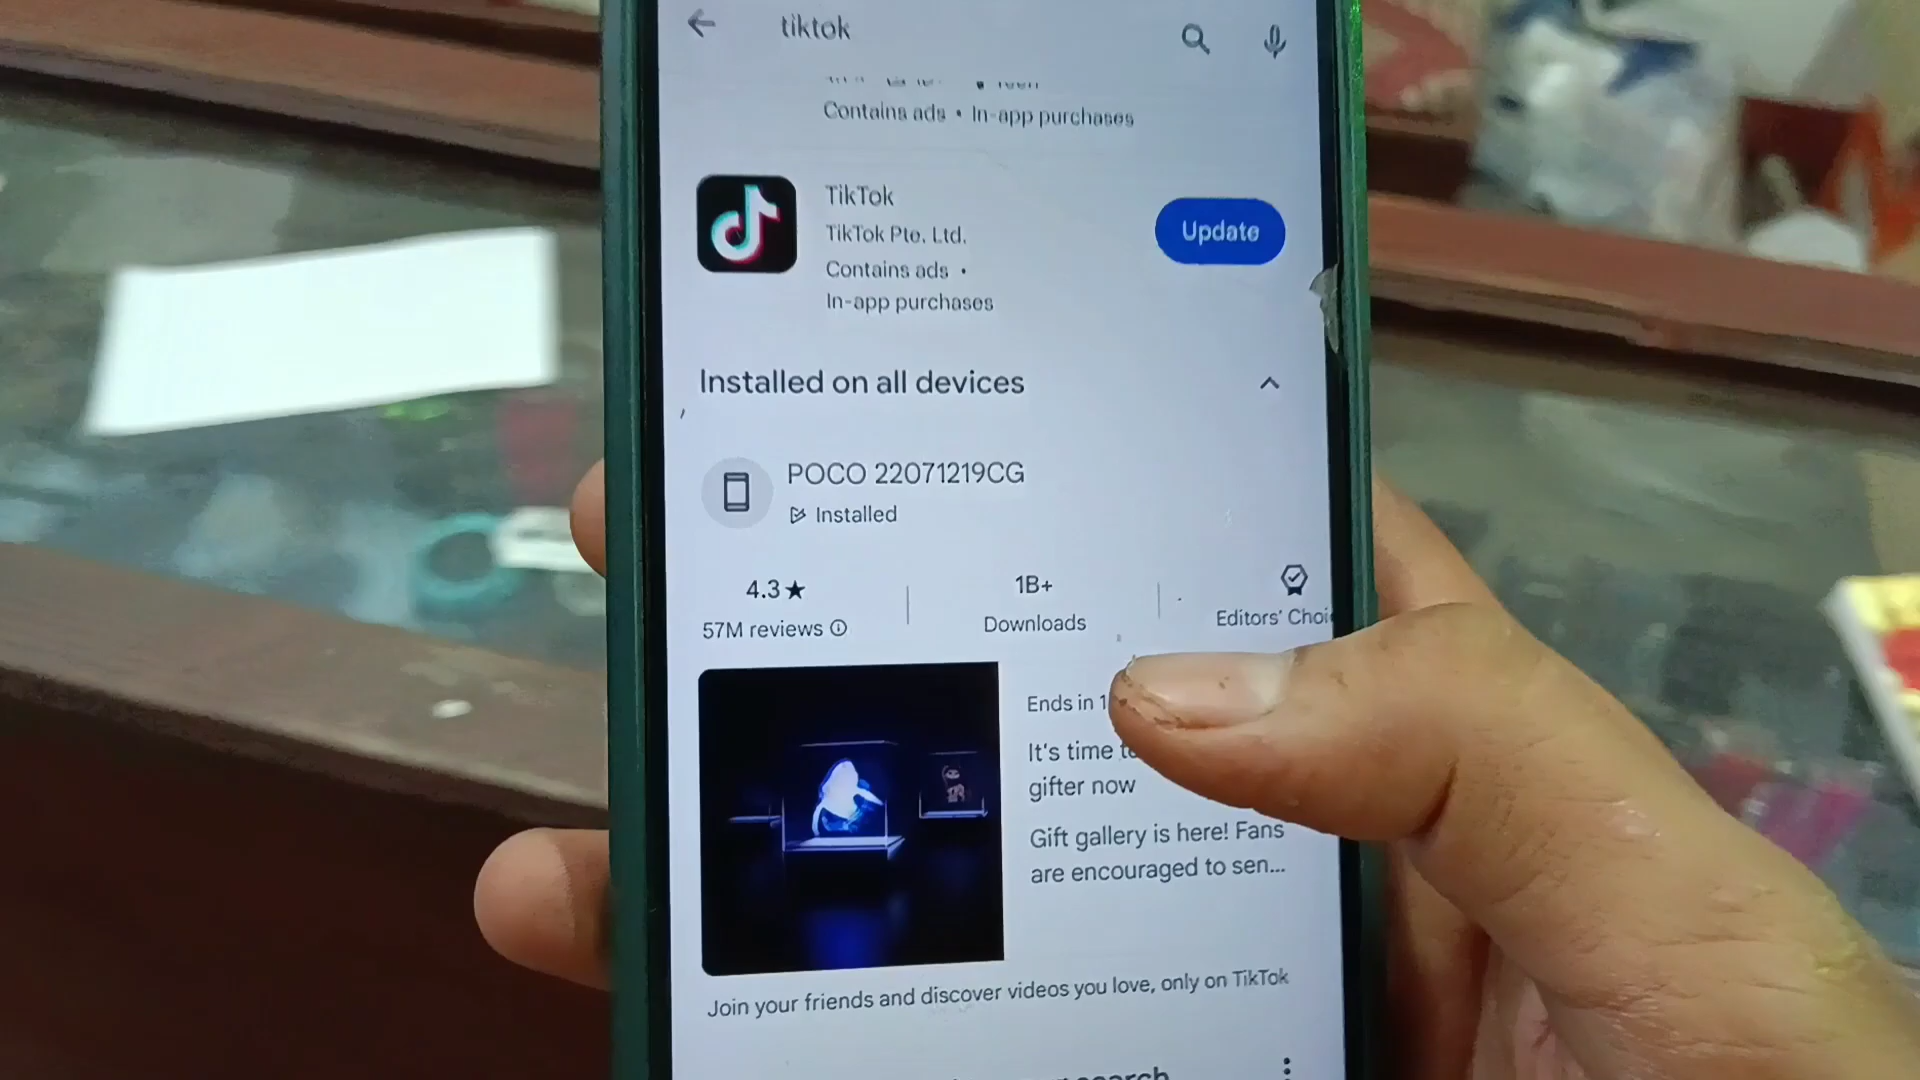 tiktok
Contains ads • In-app purchases
TikTok
TikTok Pte. Ltd.
Update
Contains ads •
In-app purchases
Installed on all devices
POCO 22071219CG
Installed
4.3★
1B+
57M reviews
Downloads
Editors' Choi
Ends in 1
It's time to
gifter now
Gift gallery is here! Fans
are encouraged to sen...
Join your friends and discover videos you love, only on TikTok